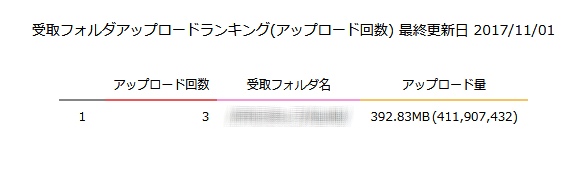 受取フォルダアップロードランキング(アップロード回数) 最終更新日 2017/11/01
アップロード回数 受取フォルダ名 アップロード量
1 3 392.83MB(411,907,432)